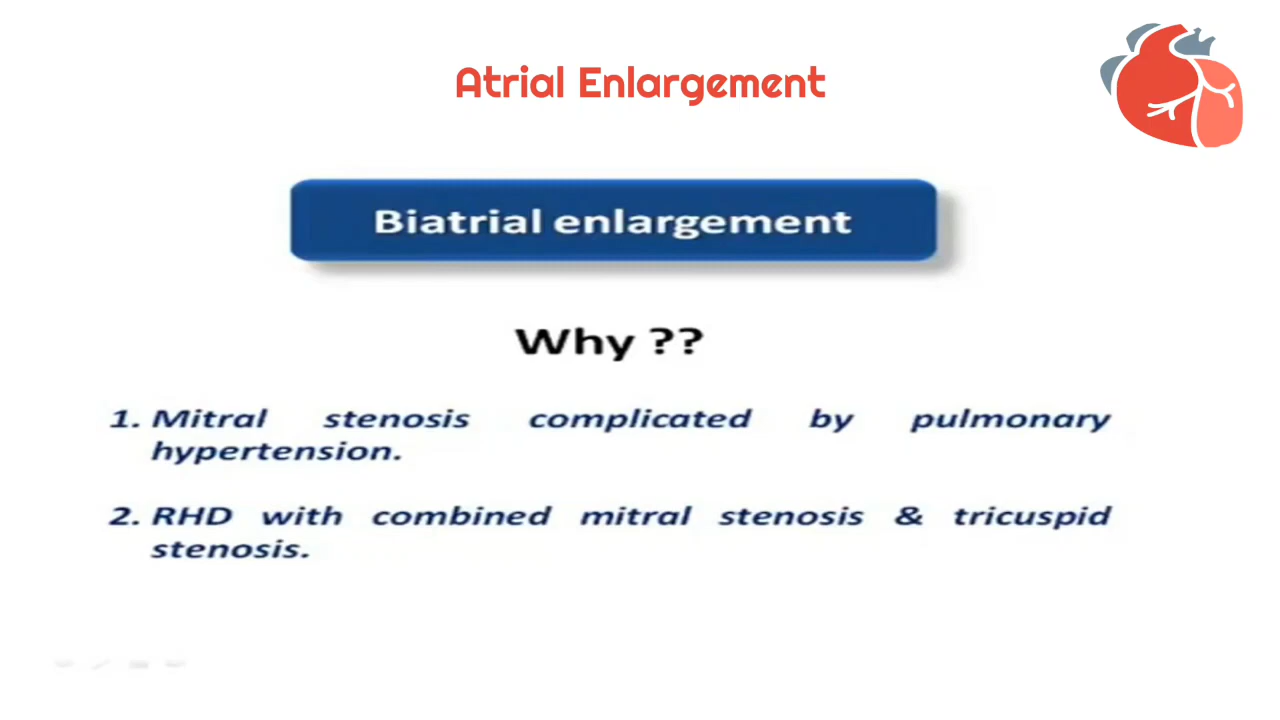 Atrial Enlargement
Biatrial enlargement
Why ??
1. Mitral stenosis complicated by pulmonary
hypertension.
2. RHD with combined mitral stenosis & tricuspid
stenosis.